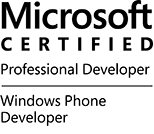 Microsoft
CERTIFIED
Professional Developer
Windows Phone
Developer